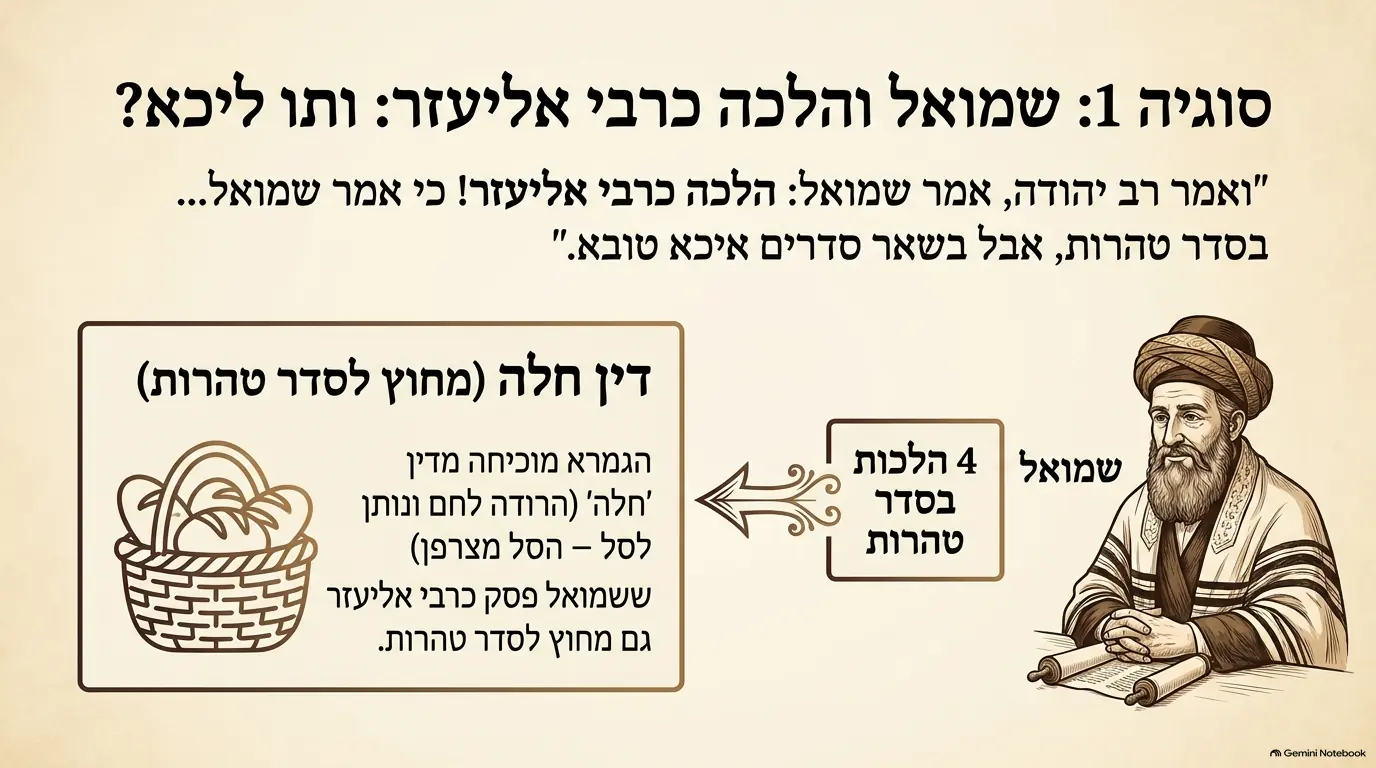 סוגיה 1: שמואל והלכה כרבי אליעזר: ותו ליכא?
"ואמר רב יהודה, אמר שמואל: הלכה כרבי אליעזר! כי אמר שמואל...
בסדר טהרות, אבל בשאר סדרים איכא טובא."
שמואל
4 הלכות
בסדר
טהרות
דין חלה (מחוץ לסדר טהרות)
הגמרא מוכיחה מדין
'חלה' (הרודה לחם ונותן
לסל – הסל מצרפן)
ששמואל פסק כרבי אליעזר
גם מחוץ לסדר טהרות.
Gemini Notebook